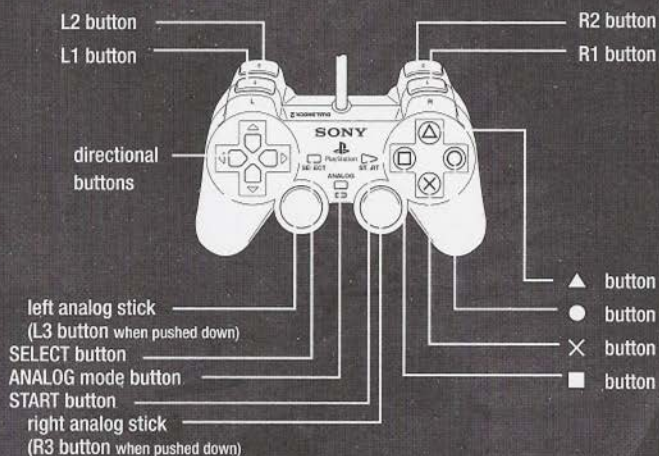 L2 button
L1 button
R2 button
R1 button
directional
buttons
L
R
DUALSHOCK 2
SONY
PlayStation
SELECT
START
ANALOG
▲ button
● button
✕ button
■ button
left analog stick
(L3 button when pushed down)
SELECT button
ANALOG mode button
START button
right analog stick
(R3 button when pushed down)